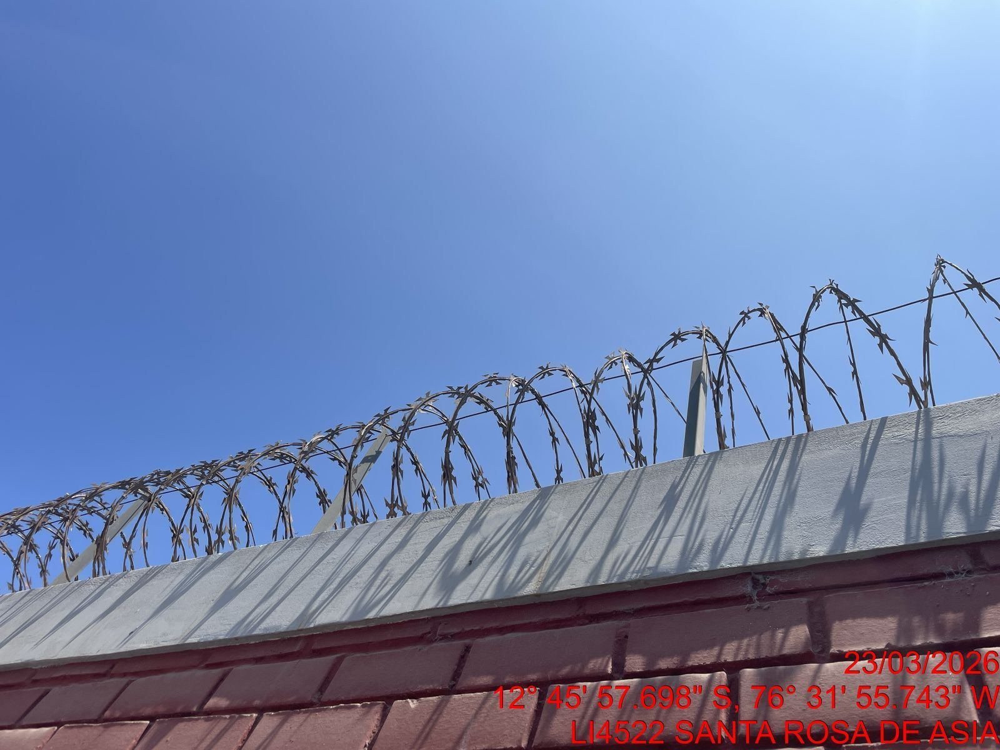 23/03/2026
12° 45' 57.698" S, 76° 31' 55.743" W
LI4522 SANTA ROSA DE ASIA